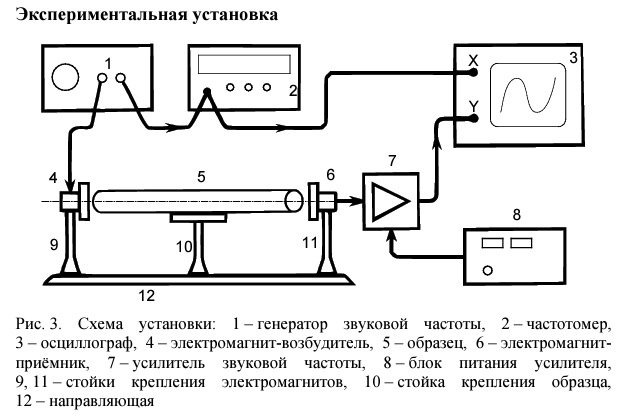 Экспериментальная установка
1
2
X
Y
3
4
5
6
7
8
9
10
11
12
Рис. 3. Схема установки: 1 – генератор звуковой частоты, 2 – частотомер,
3 – осциллограф, 4 – электромагнит-возбудитель, 5 – образец, 6 – электромагнит-
приёмник, 7 – усилитель звуковой частоты, 8 – блок питания усилителя,
9, 11 – стойки крепления электромагнитов, 10 – стойка крепления образца,
12 – направляющая